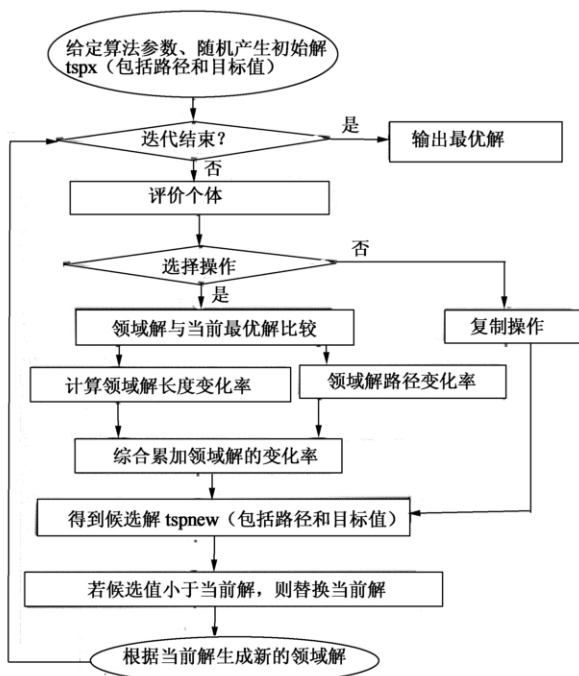 给定算法参数、随机产生初始解
tspx（包括路径和目标值）
迭代结束？
是
输出最优解
否
评价个体
选择操作
否
是
领域解与当前最优解比较
复制操作
计算领域解长度变化率
领域解路径变化率
综合累加领域解的变化率
得到候选解 tspnew（包括路径和目标值）
若候选值小于当前解，则替换当前解
根据当前解生成新的领域解